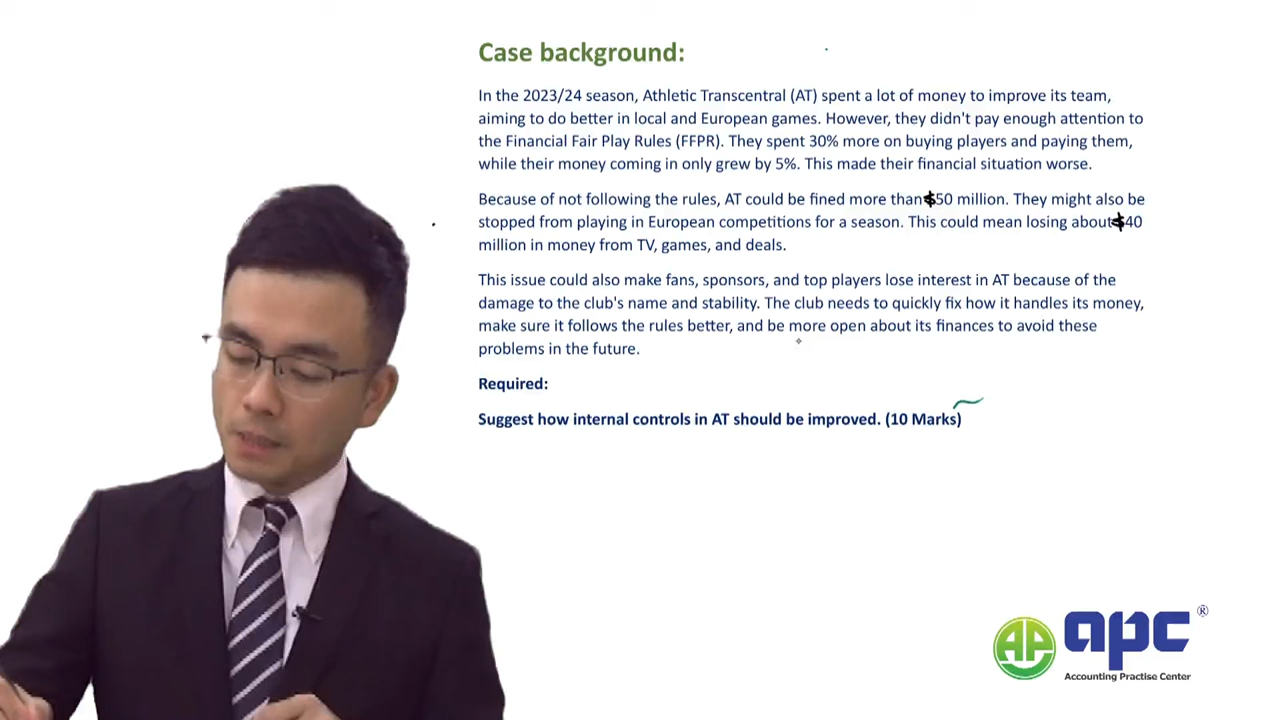 Case background:
In the 2023/24 season, Athletic Transcentral (AT) spent a lot of money to improve its team,
aiming to do better in local and European games. However, they didn't pay enough attention to
the Financial Fair Play Rules (FFPR). They spent 30% more on buying players and paying them,
while their money coming in only grew by 5%. This made their financial situation worse.
Because of not following the rules, AT could be fined more than $50 million. They might also be
stopped from playing in European competitions for a season. This could mean losing about $40
million in money from TV, games, and deals.
This issue could also make fans, sponsors, and top players lose interest in AT because of the
damage to the club's name and stability. The club needs to quickly fix how it handles its money,
make sure it follows the rules better, and be more open about its finances to avoid these
problems in the future.
Required:
Suggest how internal controls in AT should be improved. (10 Marks)
AP
apc®
Accounting Practise Center